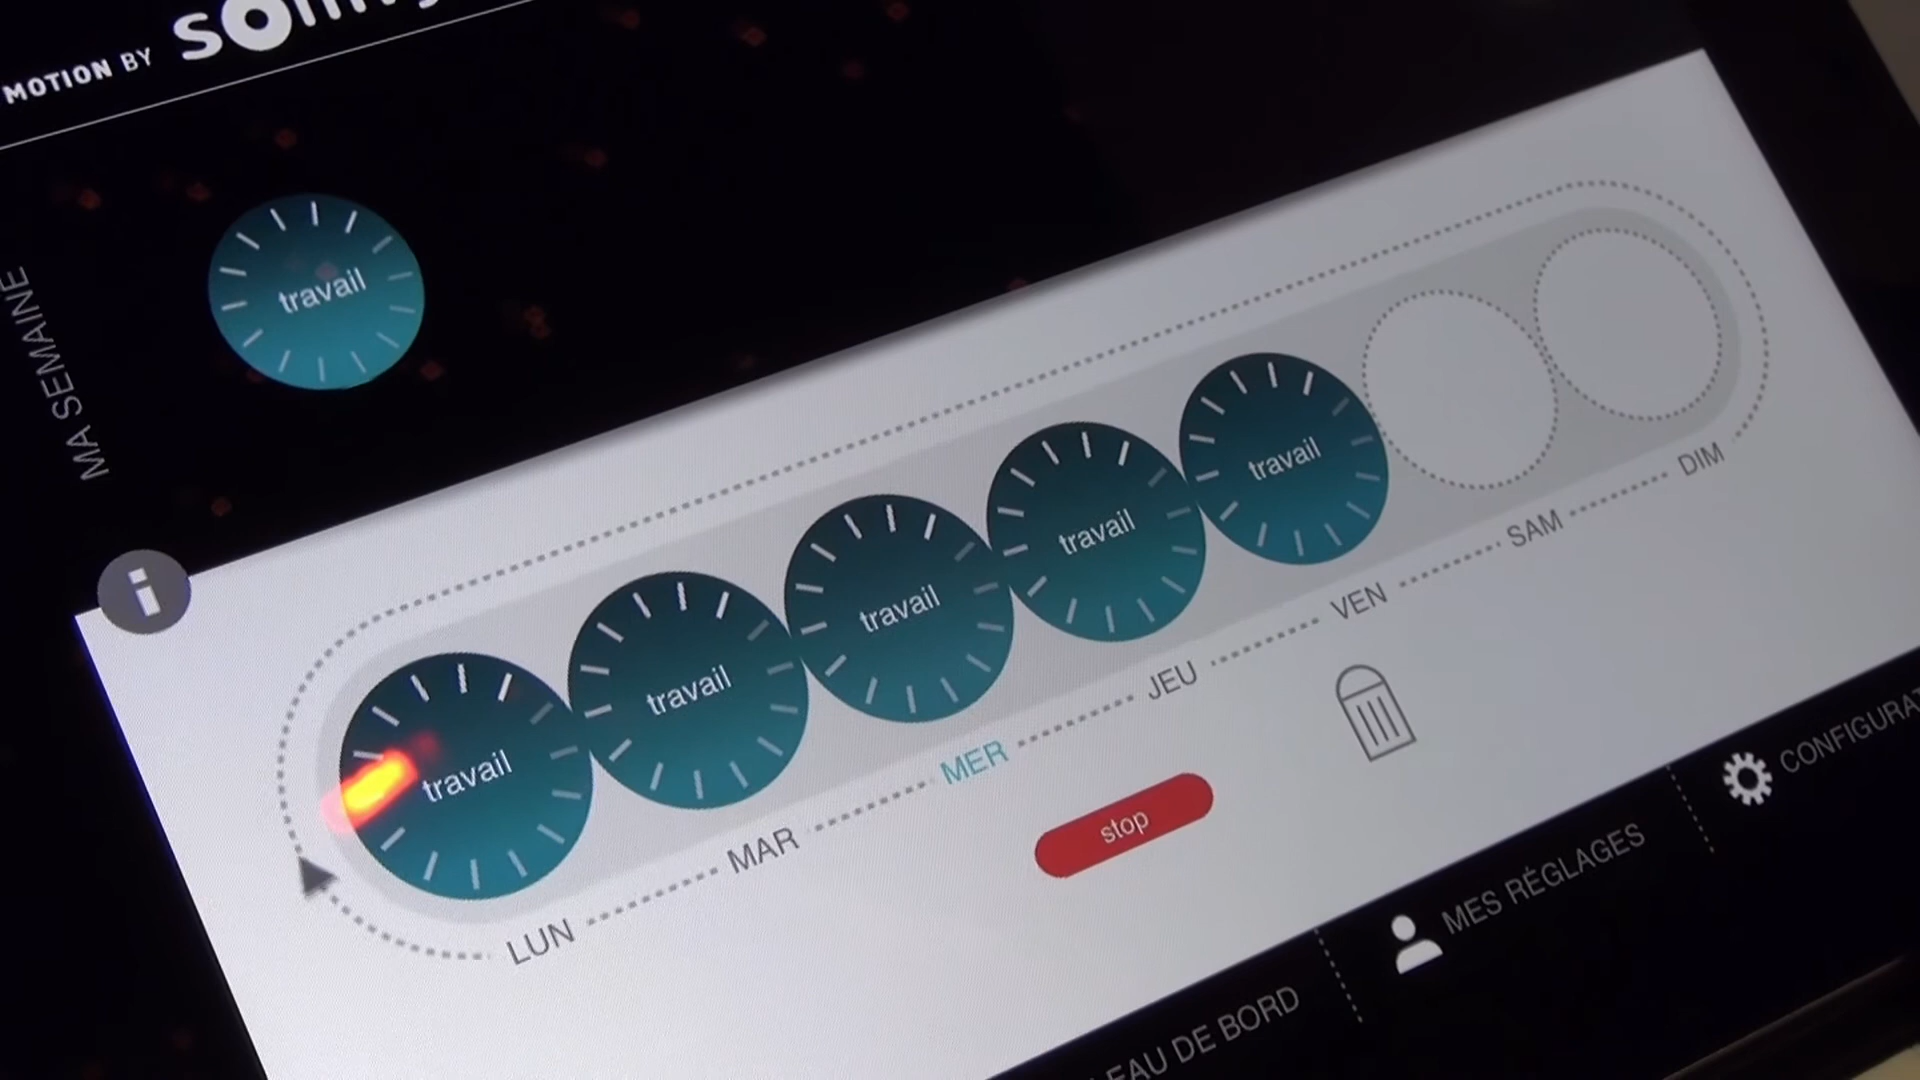 MOTION BY
MA SEMAINE
travail
travail
travail
travail
travail
travail
LUN
MAR
MER
JEU
VEN
SAM
DIM
stop
DE BORD
MES RÉGLAGES